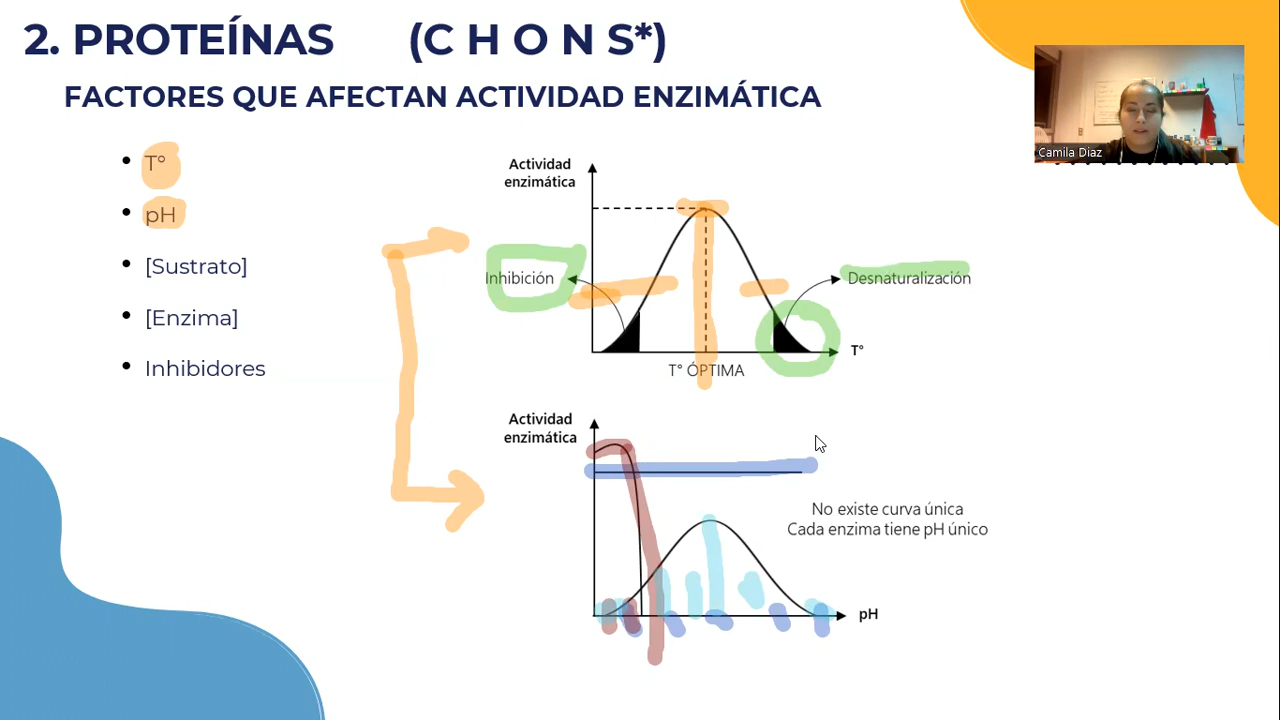 2. PROTEÍNAS (C H O N S*)
FACTORES QUE AFECTAN ACTIVIDAD ENZIMÁTICA
Camila Diaz
• T°
• pH
• [Sustrato]
• [Enzima]
• Inhibidores
Actividad
enzimática
Inhibición
Desnaturalización
T°
T° ÓPTIMA
Actividad
enzimática
No existe curva única
Cada enzima tiene pH único
pH